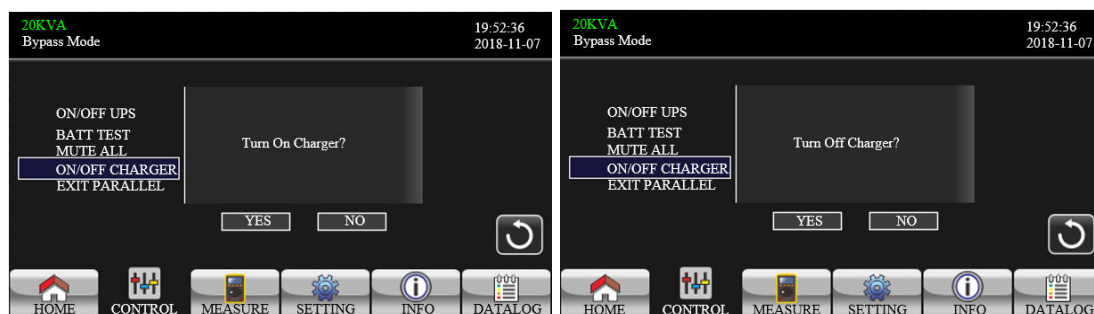 20KVA
Bypass Mode
19:52:36
2018-11-07
ON/OFF UPS
BATT TEST
MUTE ALL
ON/OFF CHARGER
EXIT PARALLEL
Turn On Charger?
YES NO
HOME CONTROL MEASURE SETTING INFO DATALOG
20KVA
Bypass Mode
19:52:36
2018-11-07
ON/OFF UPS
BATT TEST
MUTE ALL
ON/OFF CHARGER
EXIT PARALLEL
Turn Off Charger?
YES NO
HOME CONTROL MEASURE SETTING INFO DATALOG